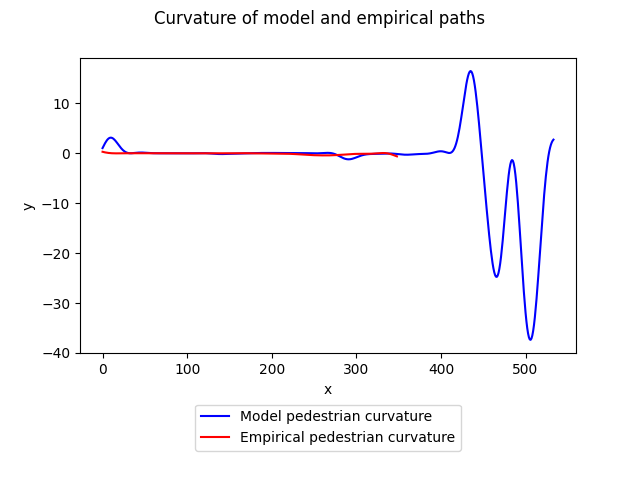 Curvature of model and empirical paths
10
0
−10
−20
−30
−40
y
0 100 200 300 400 500
x
Model pedestrian curvature
Empirical pedestrian curvature